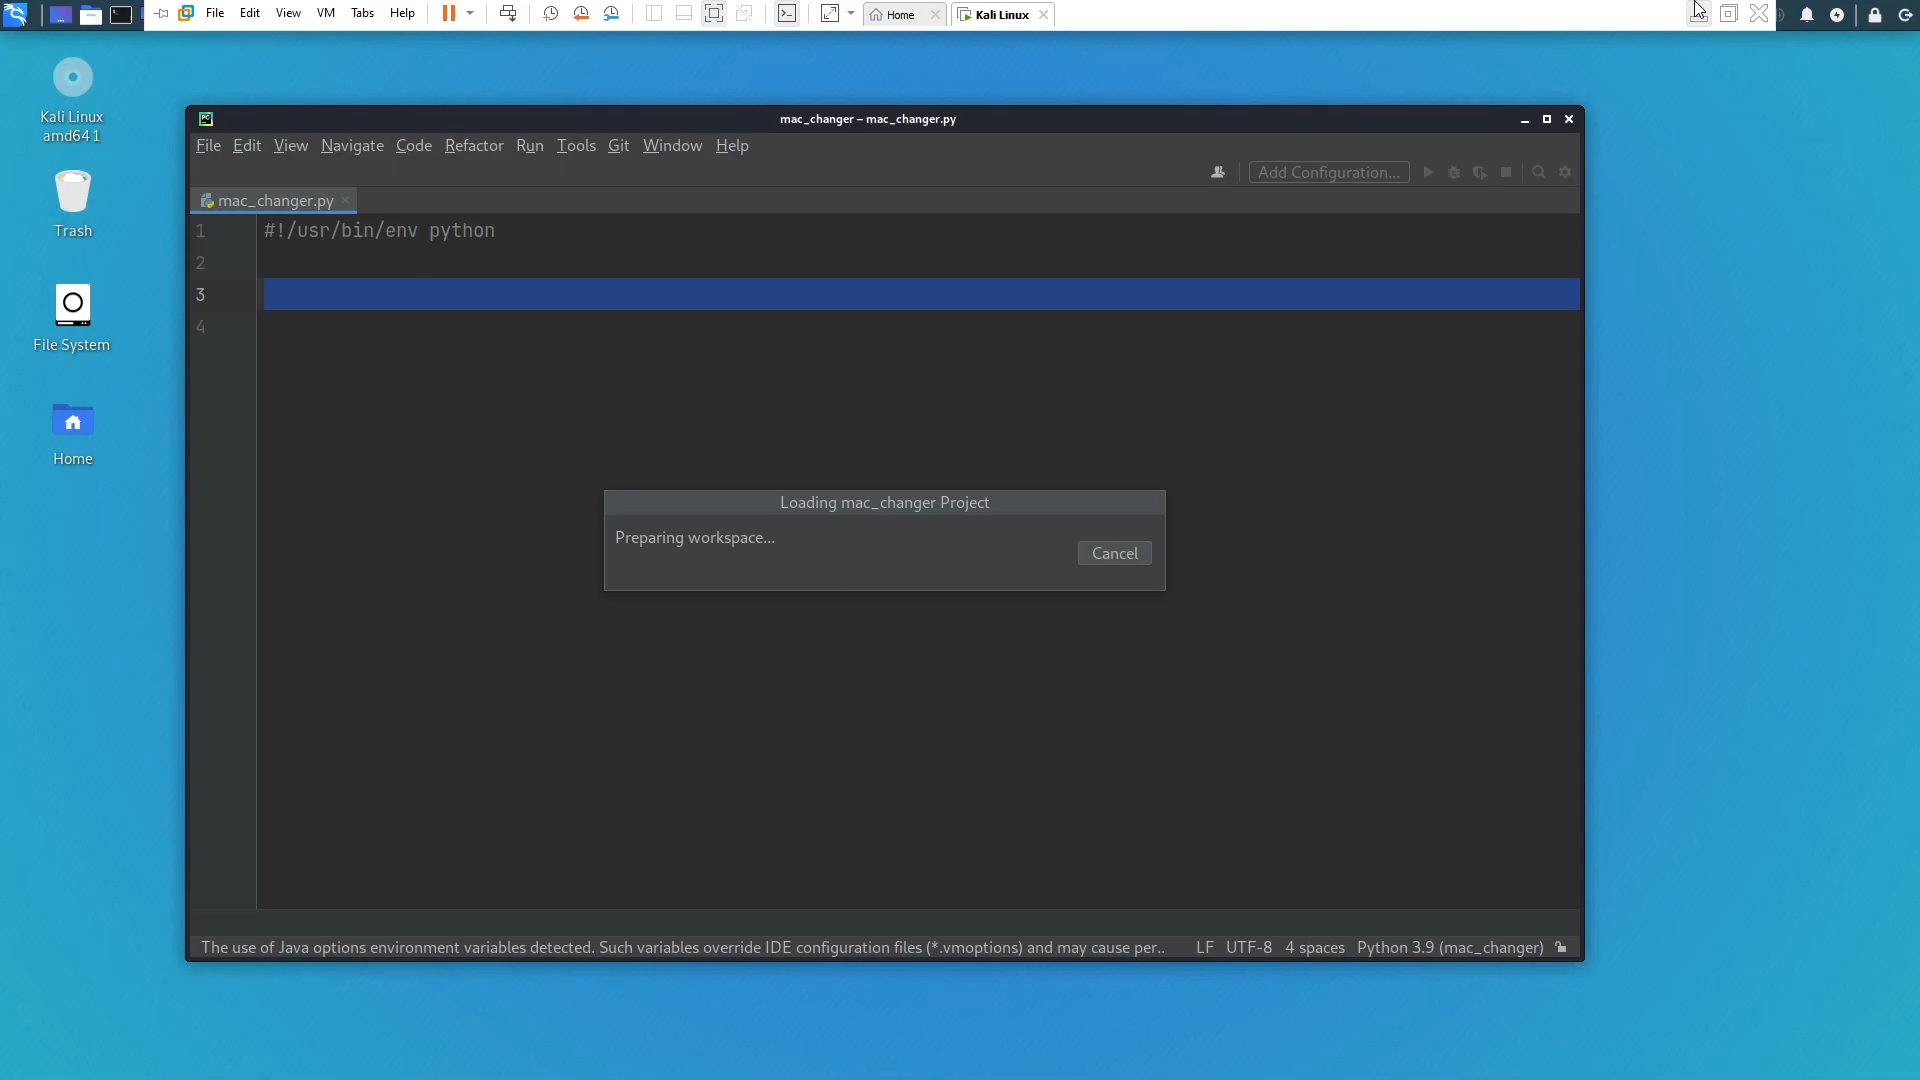 File Edit View VM Tabs Help Home Kali Linux
Kali Linux
amd64 1
Trash
File System
Home
mac_changer – mac_changer.py
File Edit View Navigate Code Refactor Run Tools Git Window Help
Add Configuration...
mac_changer.py
1 #!/usr/bin/env python
2
3
4
Loading mac_changer Project
Preparing workspace...
Cancel
The use of Java options environment variables detected. Such variables override IDE configuration files (*.vmoptions) and may cause per.. LF UTF-8 4 spaces Python 3.9 (mac_changer)